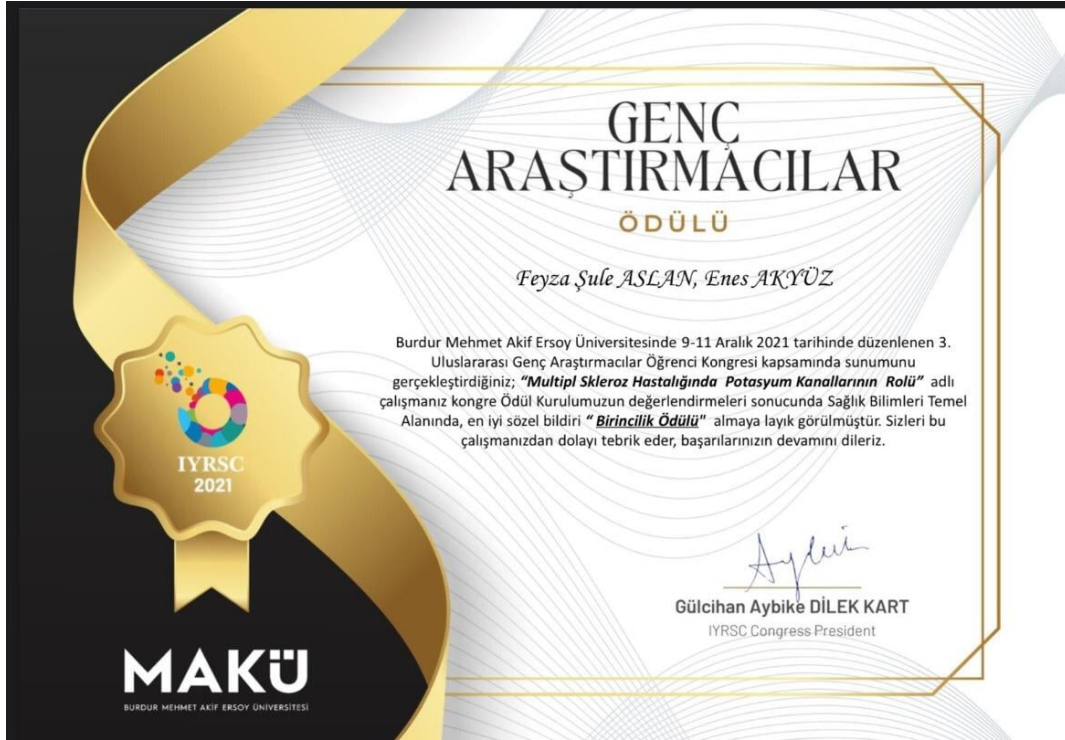 GENÇ
ARAŞTIRMACILAR
ÖDÜLÜ
Feyza Şule ASLAN, Enes AKYÜZ
Burdur Mehmet Akif Ersoy Üniversitesinde 9-11 Aralık 2021 tarihinde düzenlenen 3.
Uluslararası Genç Araştırmacılar Öğrenci Kongresi kapsamında sunumunu
gerçekleştirdiğiniz; “Multipl Skleroz Hastalığında Potasyum Kanallarının Rolü” adlı
çalışmanız kongre Ödül Kurulumuzun değerlendirmeleri sonucunda Sağlık Bilimleri Temel
Alanında, en iyi sözel bildiri “ Birincilik Ödülü" almaya layık görülmüştür. Sizleri bu
çalışmanızdan dolayı tebrik eder, başarılarınızın devamını dileriz.
IYRSC
2021
Gülcihan Aybike DİLEK KART
IYRSC Congress President
MAKÜ
BURDUR MEHMET AKİF ERSOY ÜNİVERSİTESİ